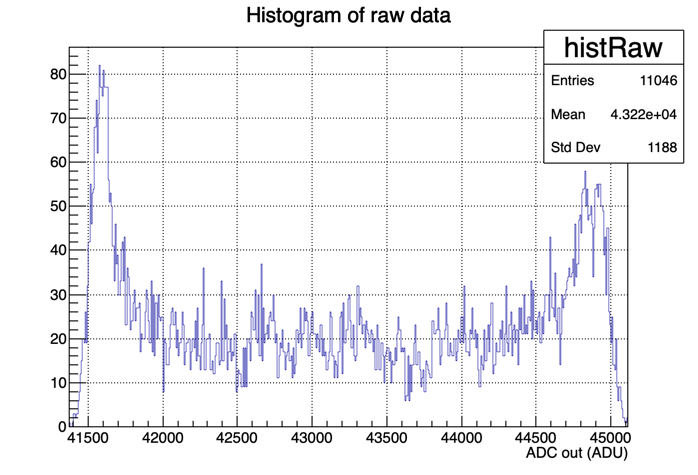 Histogram of raw data
histRaw
Entries 11046
Mean 4.322e+04
Std Dev 1188
80
70
60
50
40
30
20
10
0
41500 42000 42500 43000 43500 44000 44500 45000
ADC out (ADU)